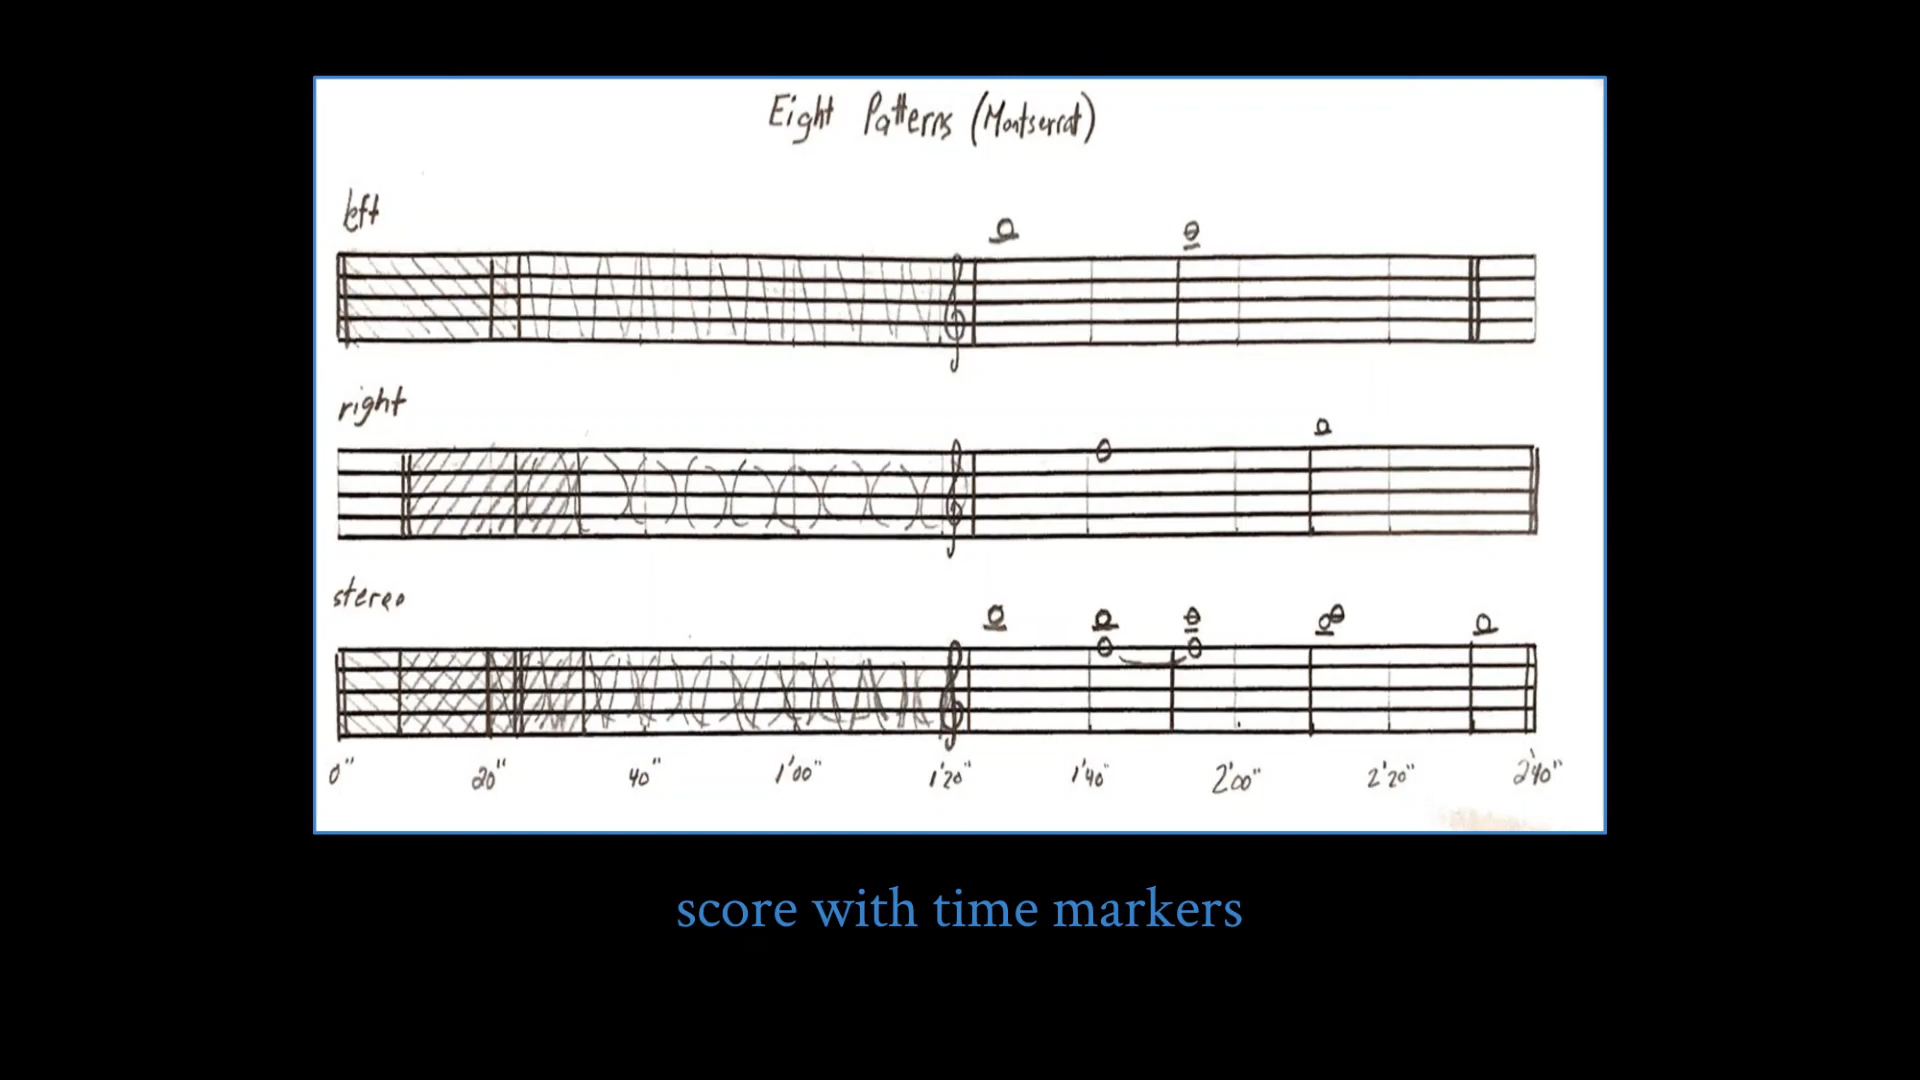 Eight Patterns (Montserrat)
left
right
stereo
0" 20" 40" 1'00" 1'20" 1'40" 2'00" 2'20" 2'40"
score with time markers